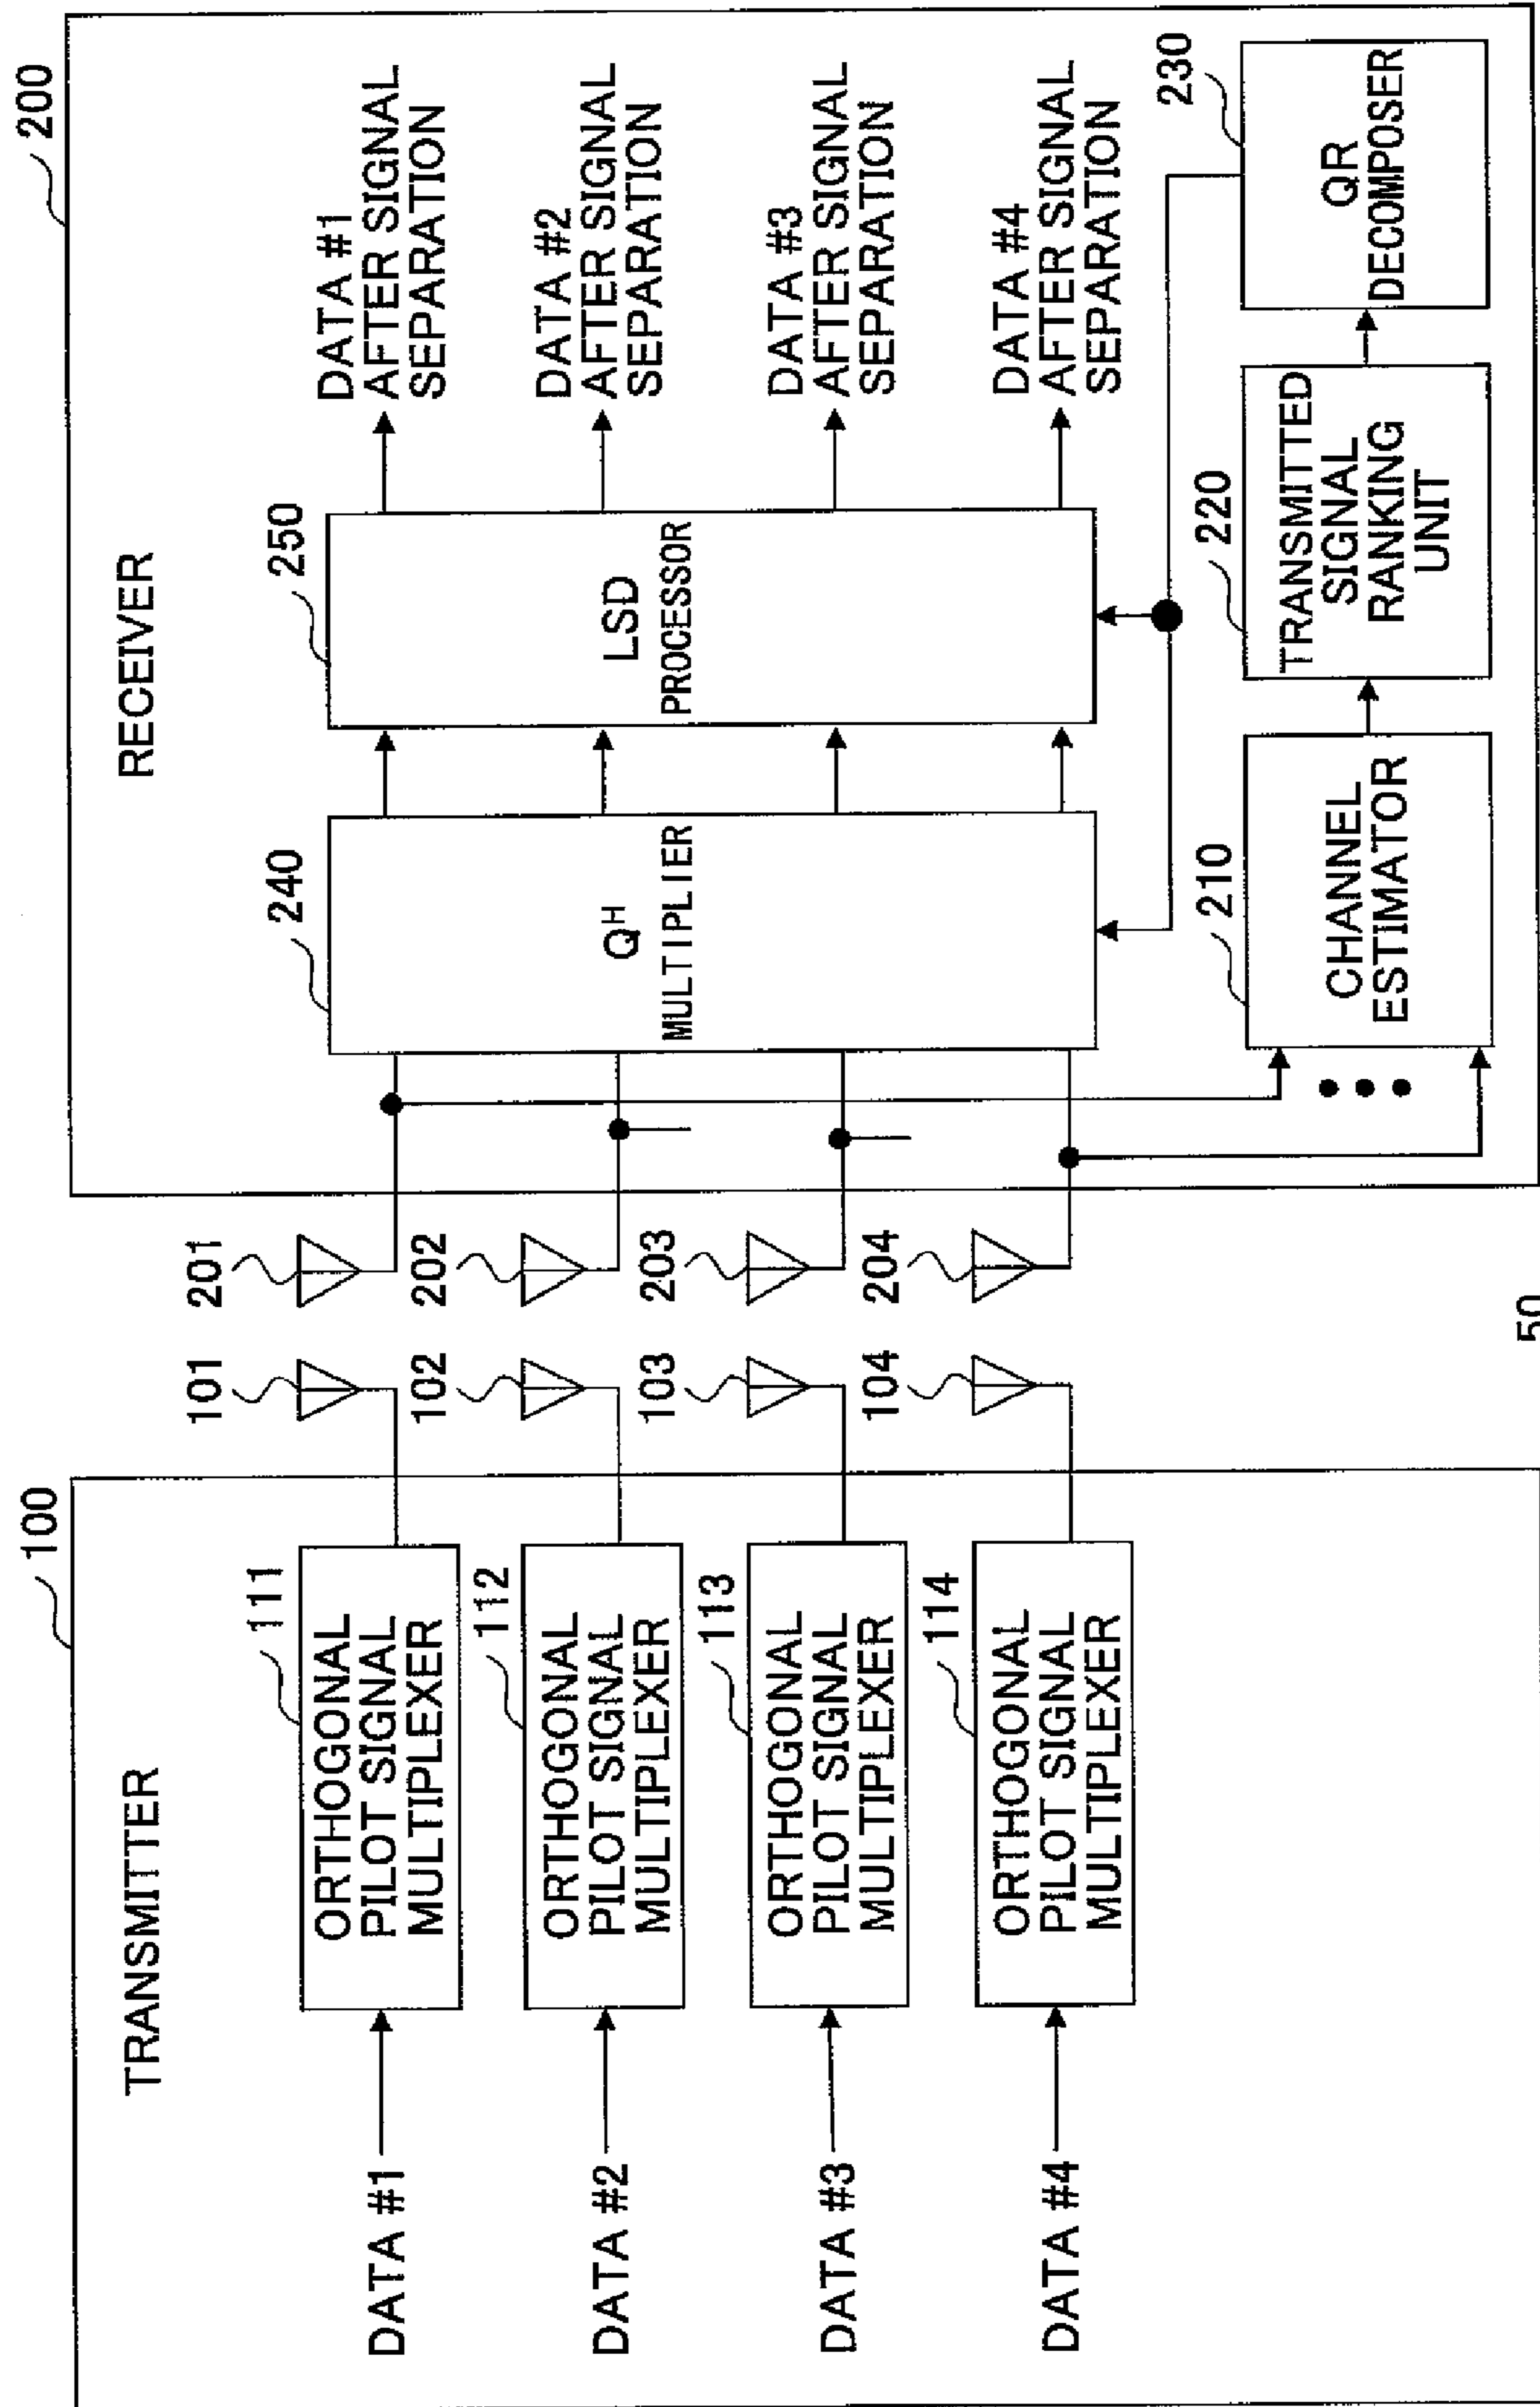 100
TRANSMITTER
DATA #1
111
ORTHOGONAL
PILOT SIGNAL
MULTIPLEXER
101
DATA #2
112
ORTHOGONAL
PILOT SIGNAL
MULTIPLEXER
102
DATA #3
113
ORTHOGONAL
PILOT SIGNAL
MULTIPLEXER
103
DATA #4
114
ORTHOGONAL
PILOT SIGNAL
MULTIPLEXER
104
50
200
RECEIVER
201
202
203
204
240
QH
MULTIPLIER
250
LSD
PROCESSOR
DATA #1
AFTER SIGNAL
SEPARATION
DATA #2
AFTER SIGNAL
SEPARATION
DATA #3
AFTER SIGNAL
SEPARATION
DATA #4
AFTER SIGNAL
SEPARATION
210
CHANNEL
ESTIMATOR
220
TRANSMITTED
SIGNAL
RANKING
UNIT
230
QR
DECOMPOSER